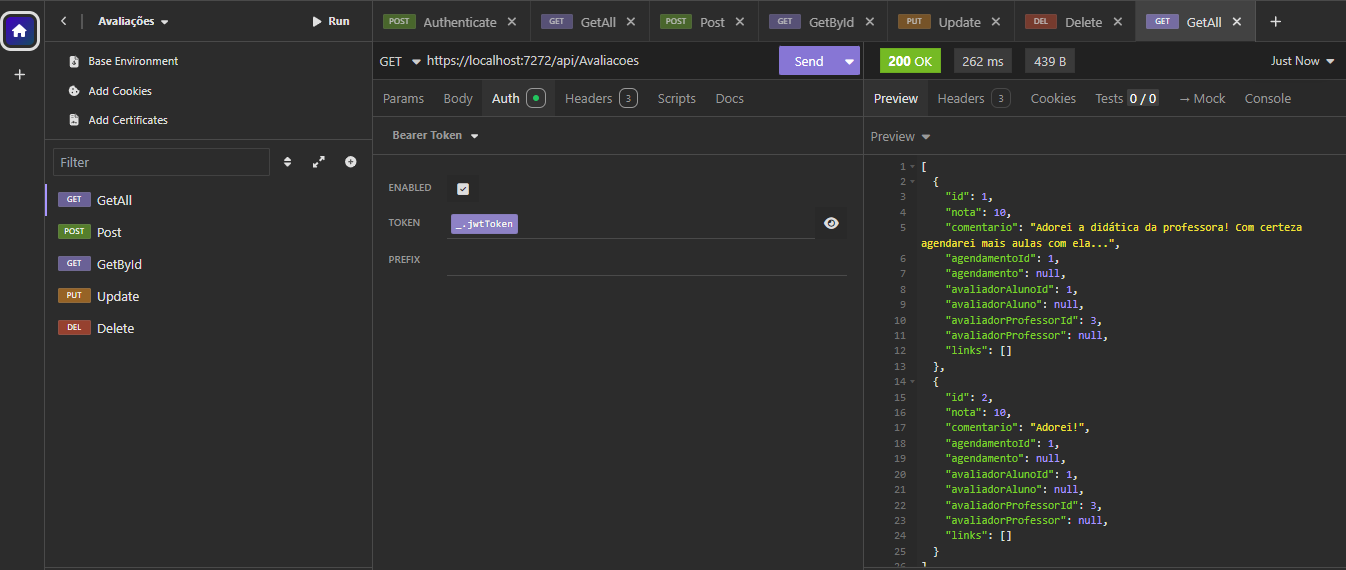 Avaliações
Run
Base Environment
Add Cookies
Add Certificates
Filter
GET GetAll
POST Post
GET GetById
PUT Update
DEL Delete
POST Authenticate
GET GetAll
POST Post
GET GetById
PUT Update
DEL Delete
GET GetAll
GET https://localhost:7272/api/Avaliacoes
Send
Params Body Auth Headers 3 Scripts Docs
Bearer Token
ENABLED
TOKEN _.jwtToken
PREFIX
200 OK 262 ms 439 B Just Now
Preview Headers 3 Cookies Tests 0 / 0 → Mock Console
Preview
1 [
2 {
3 "id": 1,
4 "nota": 10,
5 "comentario": "Adorei a didática da professora! Com certeza
agendarei mais aulas com ela...",
6 "agendamentoId": 1,
7 "agendamento": null,
8 "avaliadorAlunoId": 1,
9 "avaliadorAluno": null,
10 "avaliadorProfessorId": 3,
11 "avaliadorProfessor": null,
12 "links": []
13 },
14 {
15 "id": 2,
16 "nota": 10,
17 "comentario": "Adorei!",
18 "agendamentoId": 1,
19 "agendamento": null,
20 "avaliadorAlunoId": 1,
21 "avaliadorAluno": null,
22 "avaliadorProfessorId": 3,
23 "avaliadorProfessor": null,
24 "links": []
25 }
26 ]